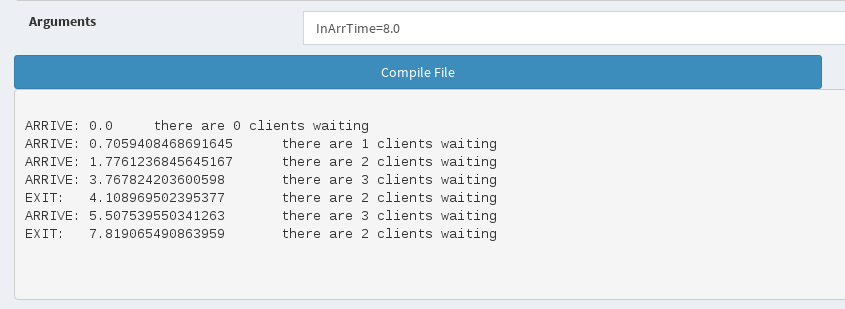 Arguments
InArrTime=8.0
Compile File
ARRIVE: 0.0 there are 0 clients waiting
ARRIVE: 0.7059408468691645 there are 1 clients waiting
ARRIVE: 1.7761236845645167 there are 2 clients waiting
ARRIVE: 3.767824203600598 there are 3 clients waiting
EXIT: 4.108969502395377 there are 2 clients waiting
ARRIVE: 5.507539550341263 there are 3 clients waiting
EXIT: 7.819065490863959 there are 2 clients waiting